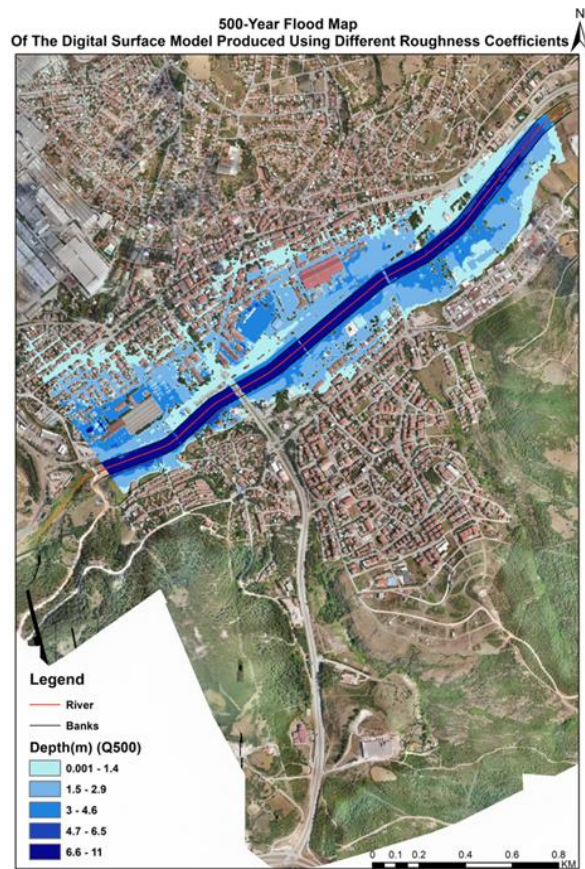 500-Year Flood Map
Of The Digital Surface Model Produced Using Different Roughness Coefficients
N
Legend
River
Banks
Depth(m) (Q500)
0.001 - 1.4
1.5 - 2.9
3 - 4.6
4.7 - 6.5
6.6 - 11
0 0.1 0.2 0.4 0.6 0.8
KM